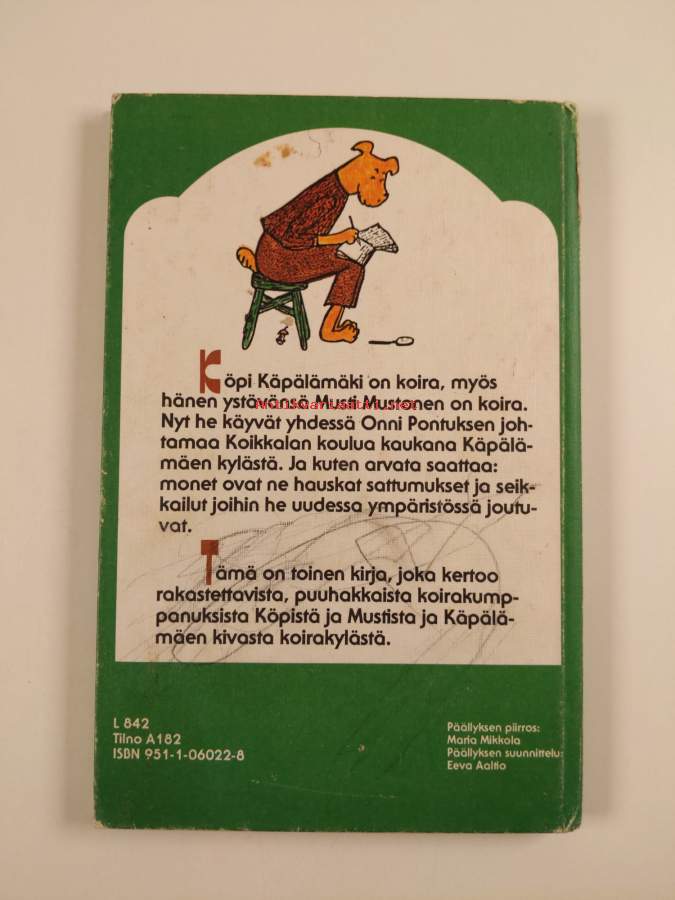 Köpi Käpälämäki on koira, myös
hänen ystävänsä Musti Mustonen on koira.
Antikvariaatti.net
Nyt he käyvät yhdessä Onni Pontuksen joh-
tamaa Koikkalan koulua kaukana Käpälä-
mäen kylästä. Ja kuten arvata saattaa:
monet ovat ne hauskat sattumukset ja seik-
kailut joihin he uudessa ympäristössä joutu-
vat.
Tämä on toinen kirja, joka kertoo
rakastettavista, puuhakkaista koirakump-
panuksista Köpistä ja Mustista ja Käpälä-
mäen kivasta koirakylästä.
L 842
Tilno A182
ISBN 951-1-06022-8
Päällyksen piirros:
Maria Mikkola
Päällyksen suunnittelu:
Eeva Aaltio